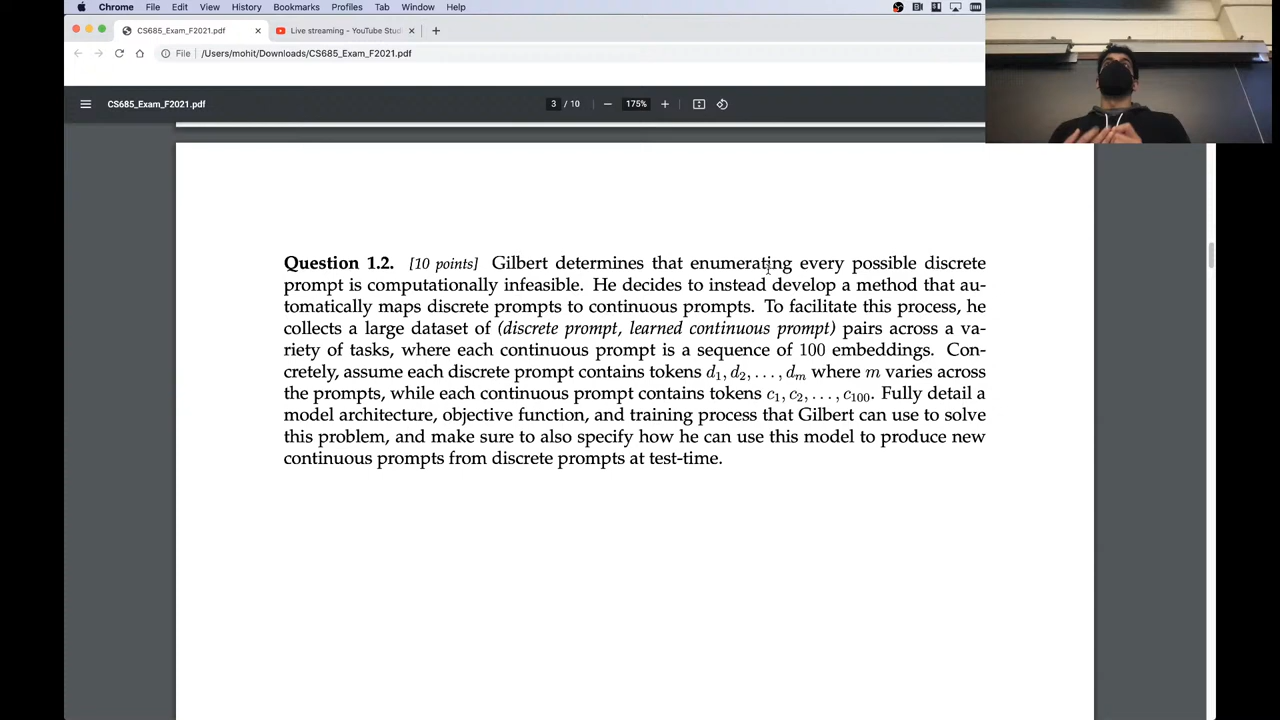 Chrome File Edit View History Bookmarks Profiles Tab Window Help
CS685_Exam_F2021.pdf × Live streaming - YouTube Stud × +
File /Users/mohit/Downloads/CS685_Exam_F2021.pdf
CS685_Exam_F2021.pdf 3 / 10 − 175% +
Question 1.2. [10 points] Gilbert determines that enumerating every possible discrete
prompt is computationally infeasible. He decides to instead develop a method that au-
tomatically maps discrete prompts to continuous prompts. To facilitate this process, he
collects a large dataset of (discrete prompt, learned continuous prompt) pairs across a va-
riety of tasks, where each continuous prompt is a sequence of 100 embeddings. Con-
cretely, assume each discrete prompt contains tokens d₁, d₂, . . . , dₘ where m varies across
the prompts, while each continuous prompt contains tokens c₁, c₂, . . . , c₁₀₀. Fully detail a
model architecture, objective function, and training process that Gilbert can use to solve
this problem, and make sure to also specify how he can use this model to produce new
continuous prompts from discrete prompts at test-time.